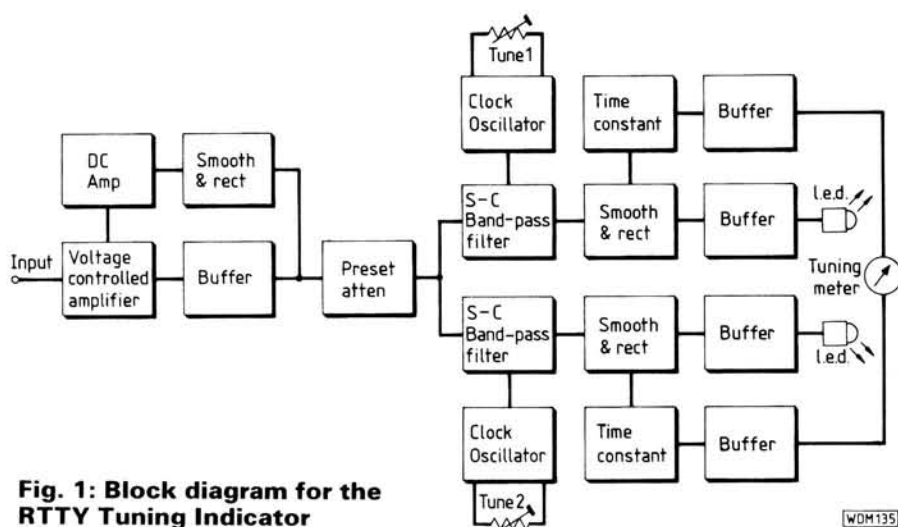 Tune1
Clock
Oscillator
Time
constant
Buffer
DC
Amp
Smooth
& rect
S-C
Band-pass
filter
Smooth
& rect
Buffer
l.e.d.
Input
Voltage
controlled
amplifier
Buffer
Preset
atten
Tuning
meter
S-C
Band-pass
filter
Smooth
& rect
Buffer
l.e.d.
Clock
Oscillator
Time
constant
Buffer
Tune2
Fig. 1: Block diagram for the
RTTY Tuning Indicator
WDM135